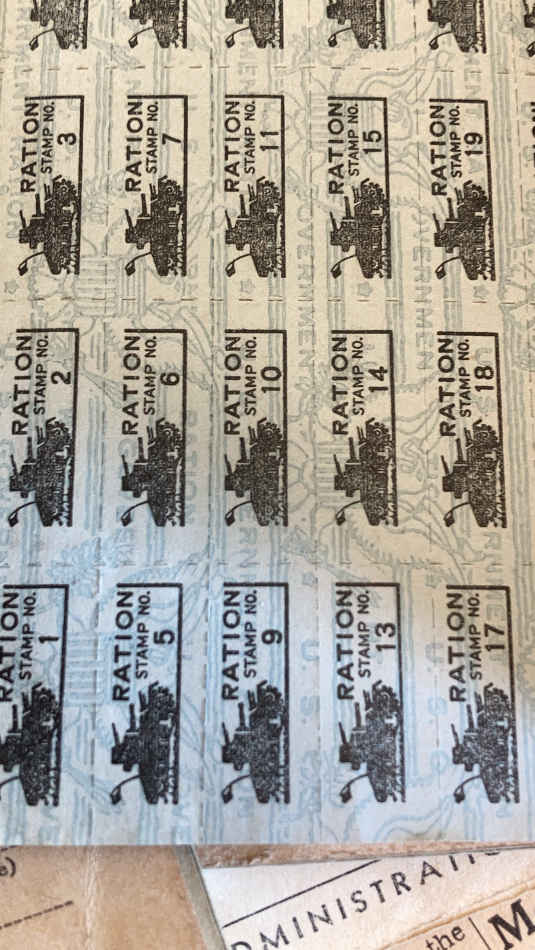 RATION
STAMP NO.
3
RATION
STAMP NO.
7
RATION
STAMP NO.
11
RATION
STAMP NO.
15
RATION
STAMP NO.
19
RATION
STAMP NO.
2
RATION
STAMP NO.
6
RATION
STAMP NO.
10
RATION
STAMP NO.
14
RATION
STAMP NO.
18
RATION
STAMP NO.
1
RATION
STAMP NO.
5
RATION
STAMP NO.
9
RATION
STAMP NO.
13
RATION
STAMP NO.
17
the